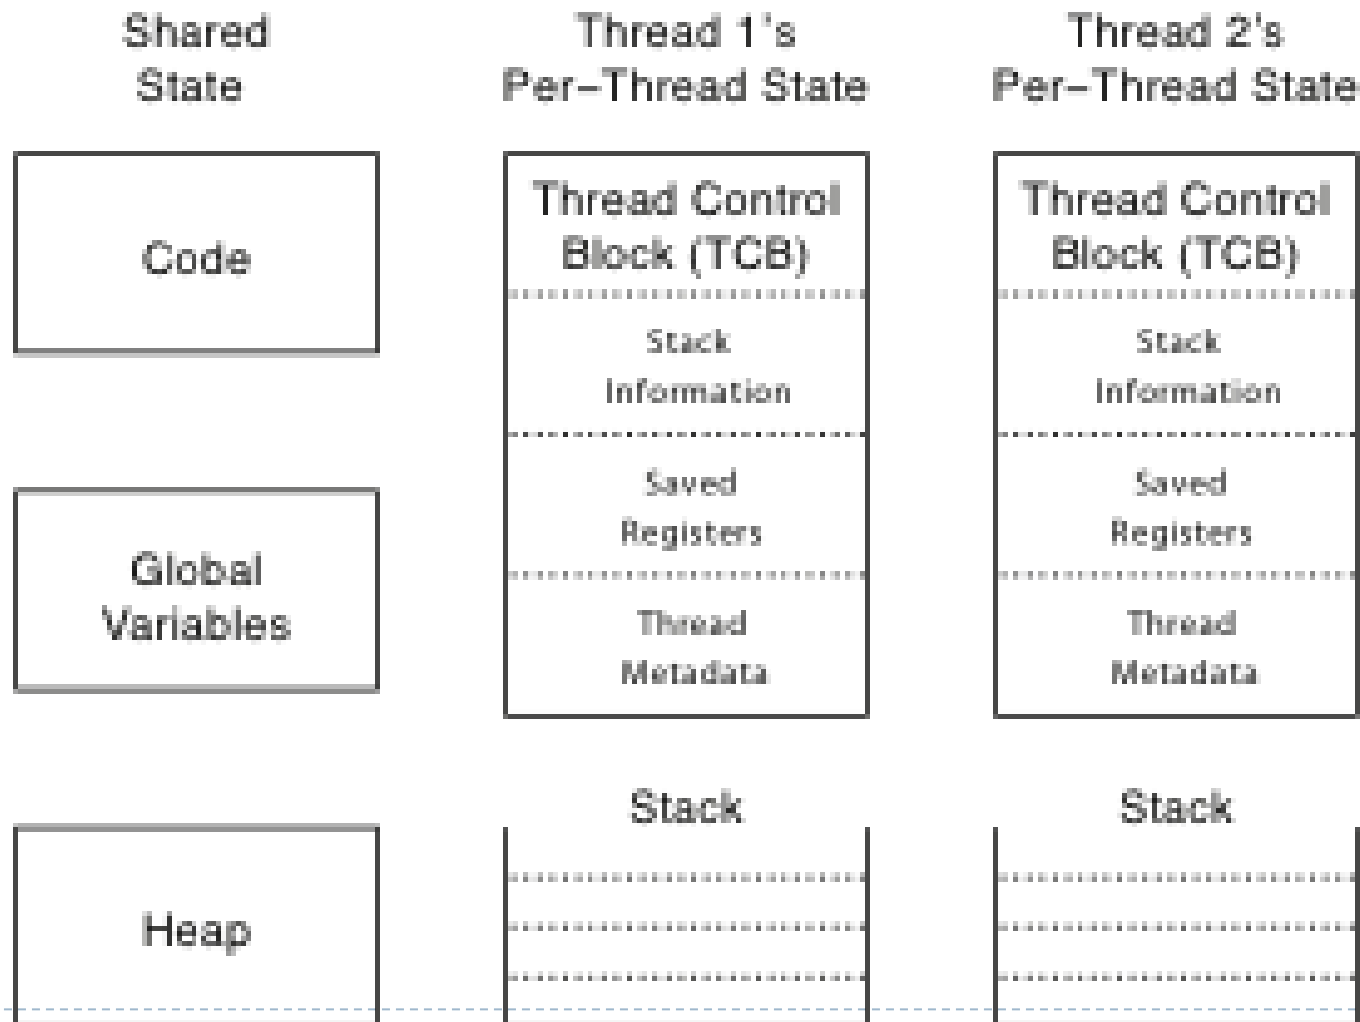 Shared
State
Thread 1's
Per-Thread State
Thread 2's
Per-Thread State
Code
Global
Variables
Heap
Thread Control
Block (TCB)
Stack
Information
Saved
Registers
Thread
Metadata
Stack
Thread Control
Block (TCB)
Stack
Information
Saved
Registers
Thread
Metadata
Stack